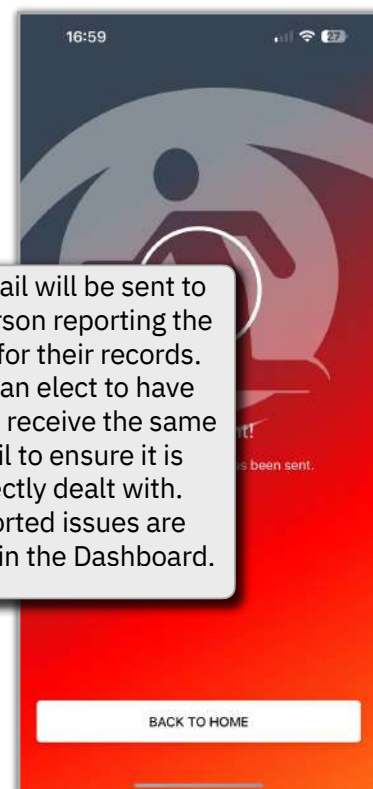 16:59
27
ail will be sent to
rson reporting the
for their records.
an elect to have
receive the same
il to ensure it is
ectly dealt with.
orted issues are
in the Dashboard.
nt!
s been sent.
BACK TO HOME